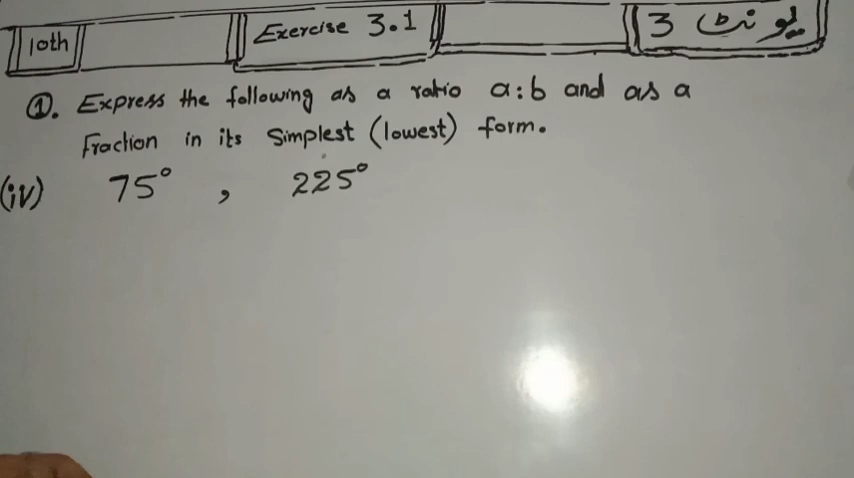 10th Exercise 3.1 یونٹ 3
①. Express the following as a ratio a:b and as a
Fraction in its Simplest (lowest) form.
(iv) 75° , 225°